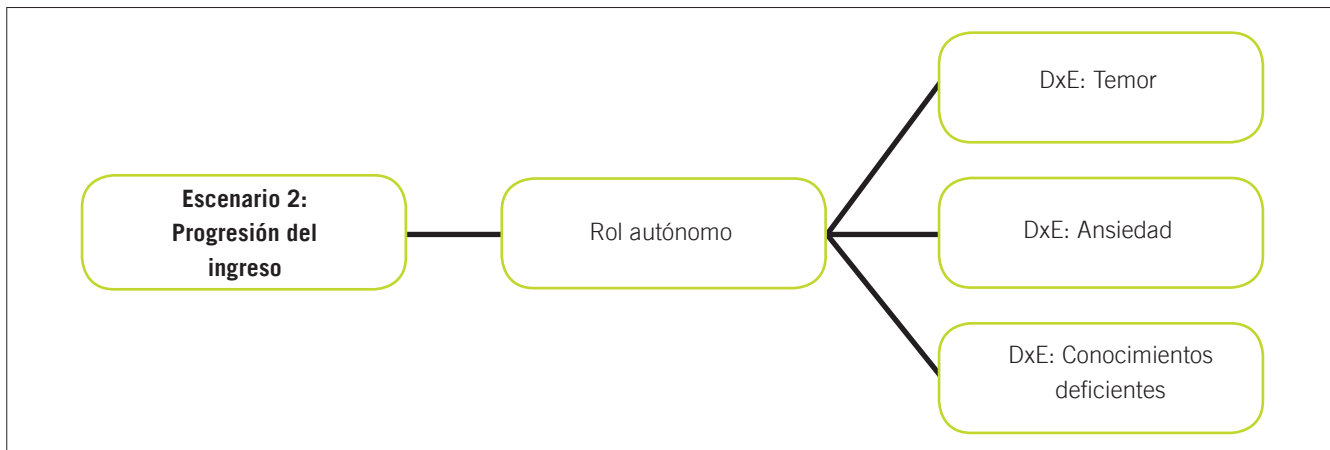 Escenario 2:
Progresión del
ingreso
Rol autónomo
DxE: Temor
DxE: Ansiedad
DxE: Conocimientos
deficientes